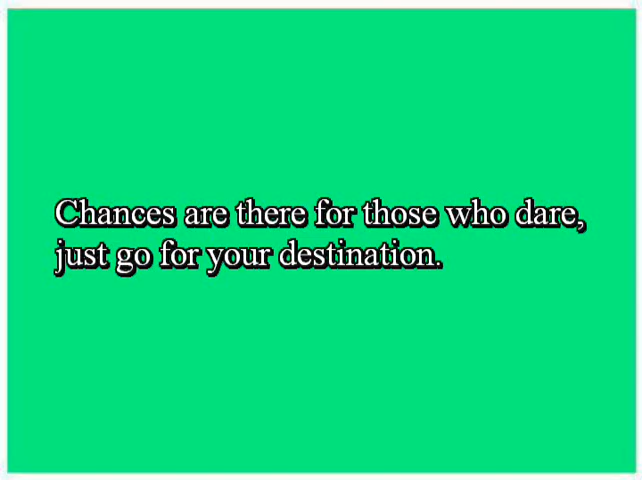 Chances are there for those who dare,
just go for your destination.